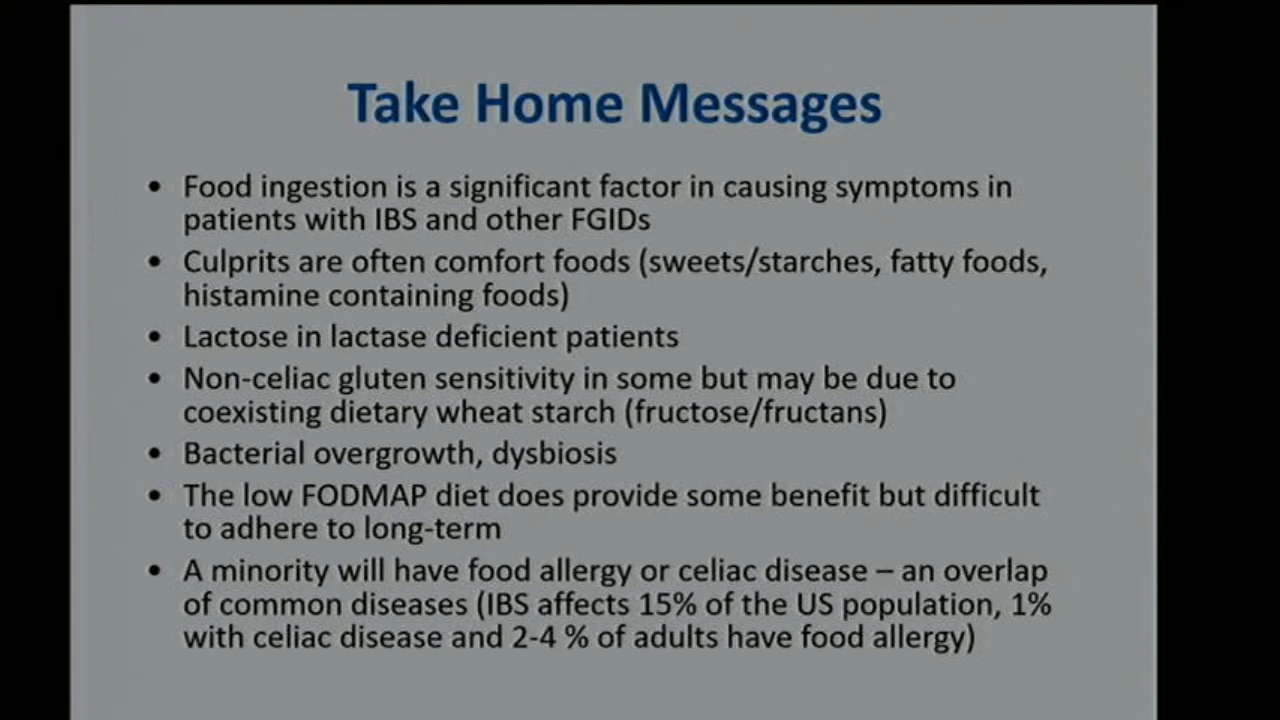 Take Home Messages
• Food ingestion is a significant factor in causing symptoms in
patients with IBS and other FGIDs
• Culprits are often comfort foods (sweets/starches, fatty foods,
histamine containing foods)
• Lactose in lactase deficient patients
• Non-celiac gluten sensitivity in some but may be due to
coexisting dietary wheat starch (fructose/fructans)
• Bacterial overgrowth, dysbiosis
• The low FODMAP diet does provide some benefit but difficult
to adhere to long-term
• A minority will have food allergy or celiac disease – an overlap
of common diseases (IBS affects 15% of the US population, 1%
with celiac disease and 2-4 % of adults have food allergy)